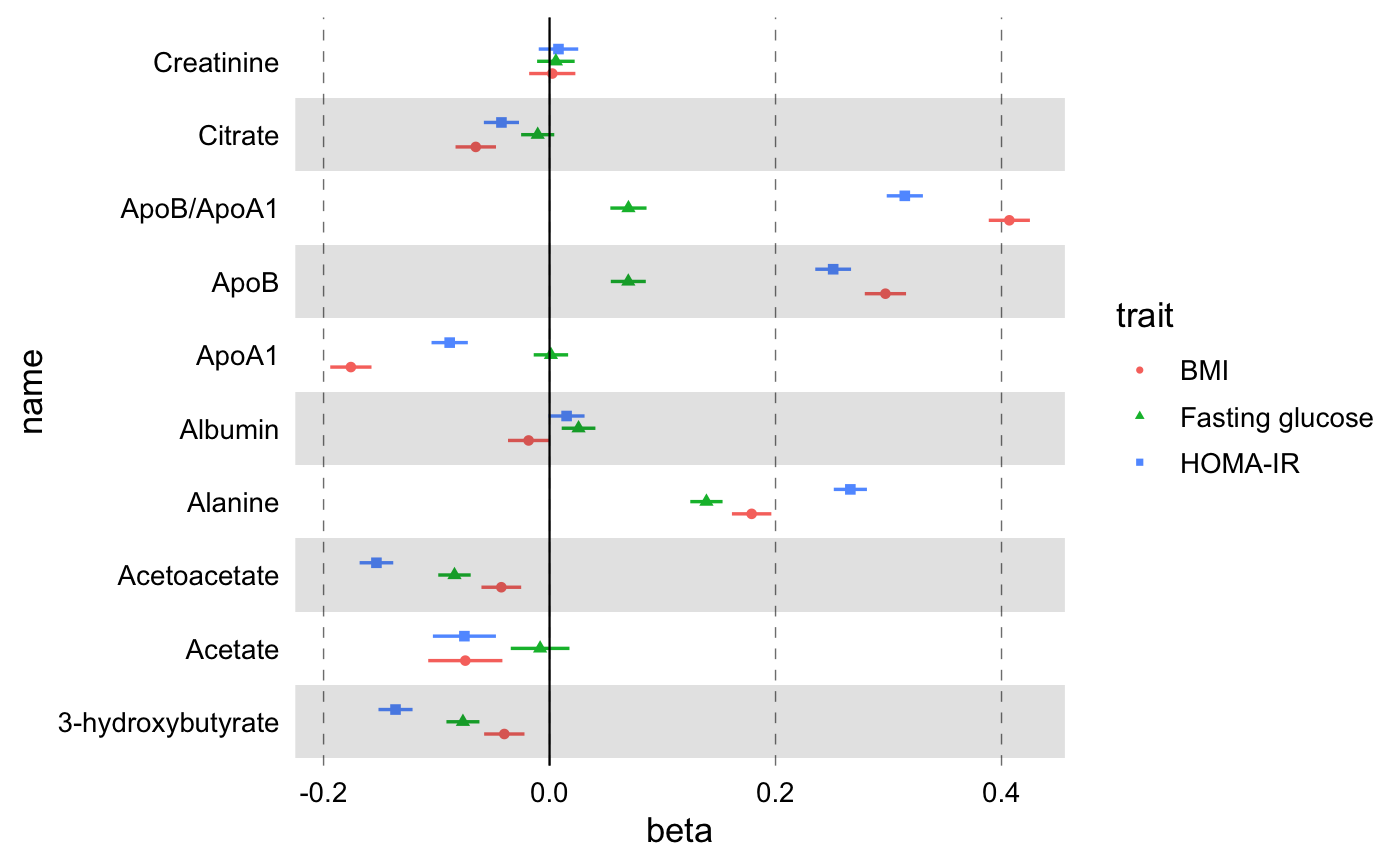 Creatinine
Citrate
ApoB/ApoA1
ApoB
ApoA1
Albumin
Alanine
Acetoacetate
Acetate
3-hydroxybutyrate
name
-0.2 0.0 0.2 0.4
beta
trait
BMI
Fasting glucose
HOMA-IR